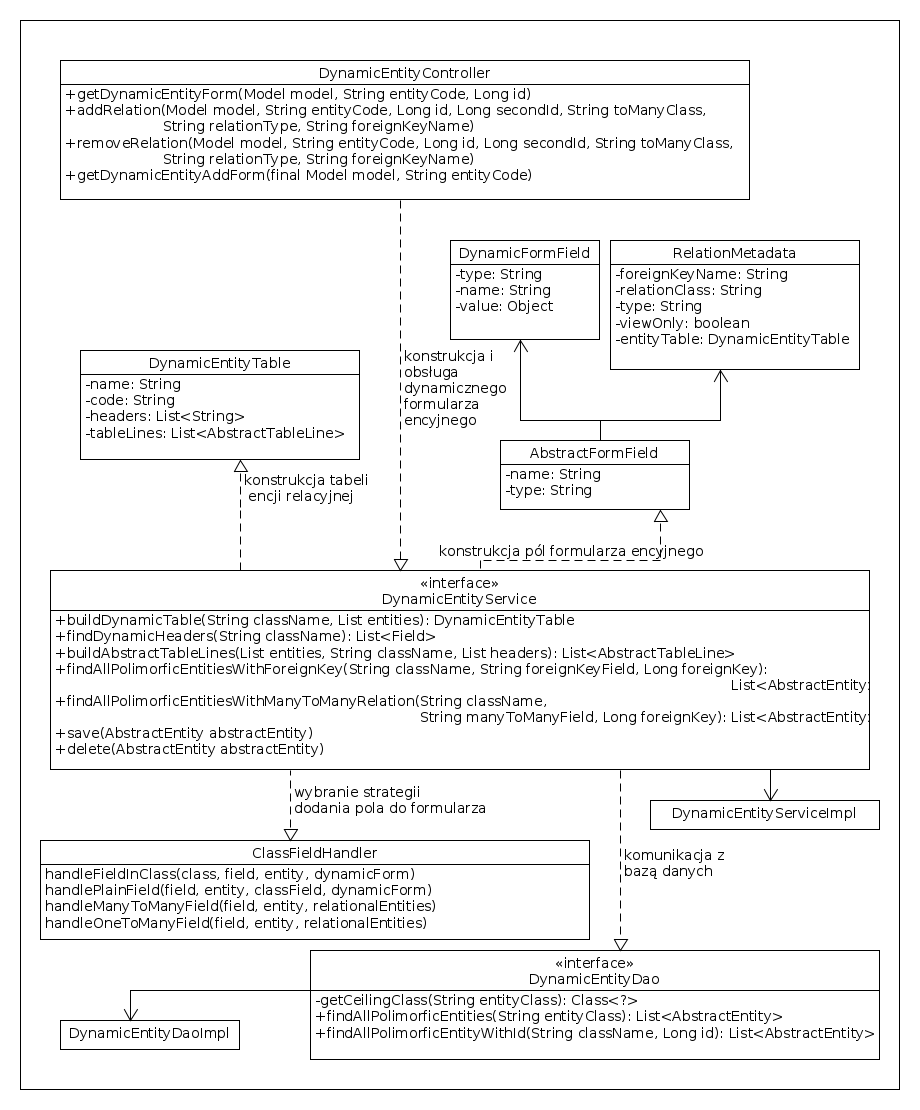 DynamicEntityController
+getDynamicEntityForm(Model model, String entityCode, Long id)
+addRelation(Model model, String entityCode, Long id, Long secondId, String toManyClass,
String relationType, String foreignKeyName)
+removeRelation(Model model, String entityCode, Long id, Long secondId, String toManyClass,
String relationType, String foreignKeyName)
+getDynamicEntityAddForm(final Model model, String entityCode)
DynamicFormField
-type: String
-name: String
-value: Object
RelationMetadata
-foreignKeyName: String
-relationClass: String
-type: String
-viewOnly: boolean
-entityTable: DynamicEntityTable
DynamicEntityTable
-name: String
-code: String
-headers: List<String>
-tableLines: List<AbstractTableLine>
konstrukcja i
obsługa
dynamicznego
formularza
encyjnego
AbstractFormField
-name: String
-type: String
konstrukcja tabeli
encji relacyjnej
konstrukcja pól formularza encyjnego
«interface»
DynamicEntityService
+buildDynamicTable(String className, List entities): DynamicEntityTable
+findDynamicHeaders(String className): List<Field>
+buildAbstractTableLines(List entities, String className, List headers): List<AbstractTableLine>
+findAllPolimorficEntitiesWithForeignKey(String className, String foreignKeyField, Long foreignKey):
List<AbstractEntity>
+findAllPolimorficEntitiesWithManyToManyRelation(String className,
String manyToManyField, Long foreignKey): List<AbstractEntity>
+save(AbstractEntity abstractEntity)
+delete(AbstractEntity abstractEntity)
wybranie strategii
dodania pola do formularza
DynamicEntityServiceImpl
ClassFieldHandler
handleFieldInClass(class, field, entity, dynamicForm)
handlePlainField(field, entity, classField, dynamicForm)
handleManyToManyField(field, entity, relationalEntities)
handleOneToManyField(field, entity, relationalEntities)
komunikacja z
bazą danych
«interface»
DynamicEntityDao
-getCeilingClass(String entityClass): Class<?>
+findAllPolimorficEntities(String entityClass): List<AbstractEntity>
+findAllPolimorficEntityWithId(String className, Long id): List<AbstractEntity>
DynamicEntityDaoImpl